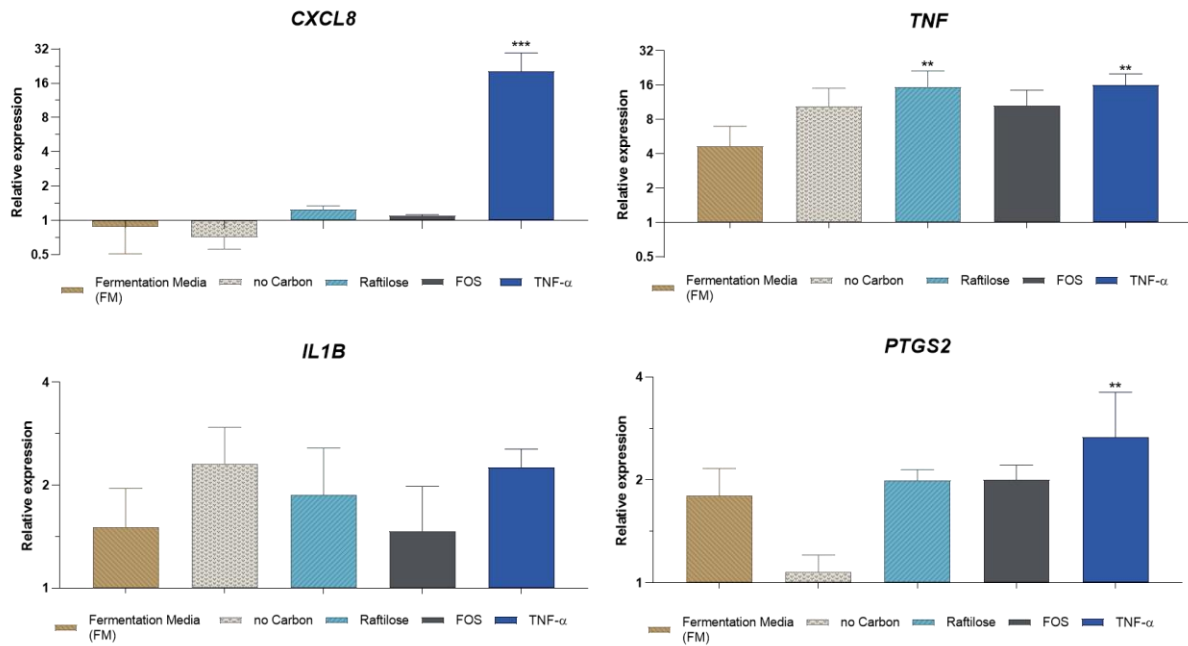 CXCL8
***
32
16
8
4
2
1
0.5
Relative expression
Fermentation Media
(FM)
no Carbon
Raftilose
FOS
TNF-α
TNF
**
**
32
16
8
4
2
1
0.5
Relative expression
Fermentation Media
(FM)
no Carbon
Raftilose
FOS
TNF-α
IL1B
4
2
1
Relative expression
Fermentation Media
(FM)
no Carbon
Raftilose
FOS
TNF-α
PTGS2
**
4
2
1
Relative expression
Fermentation Media
(FM)
no Carbon
Raftilose
FOS
TNF-α